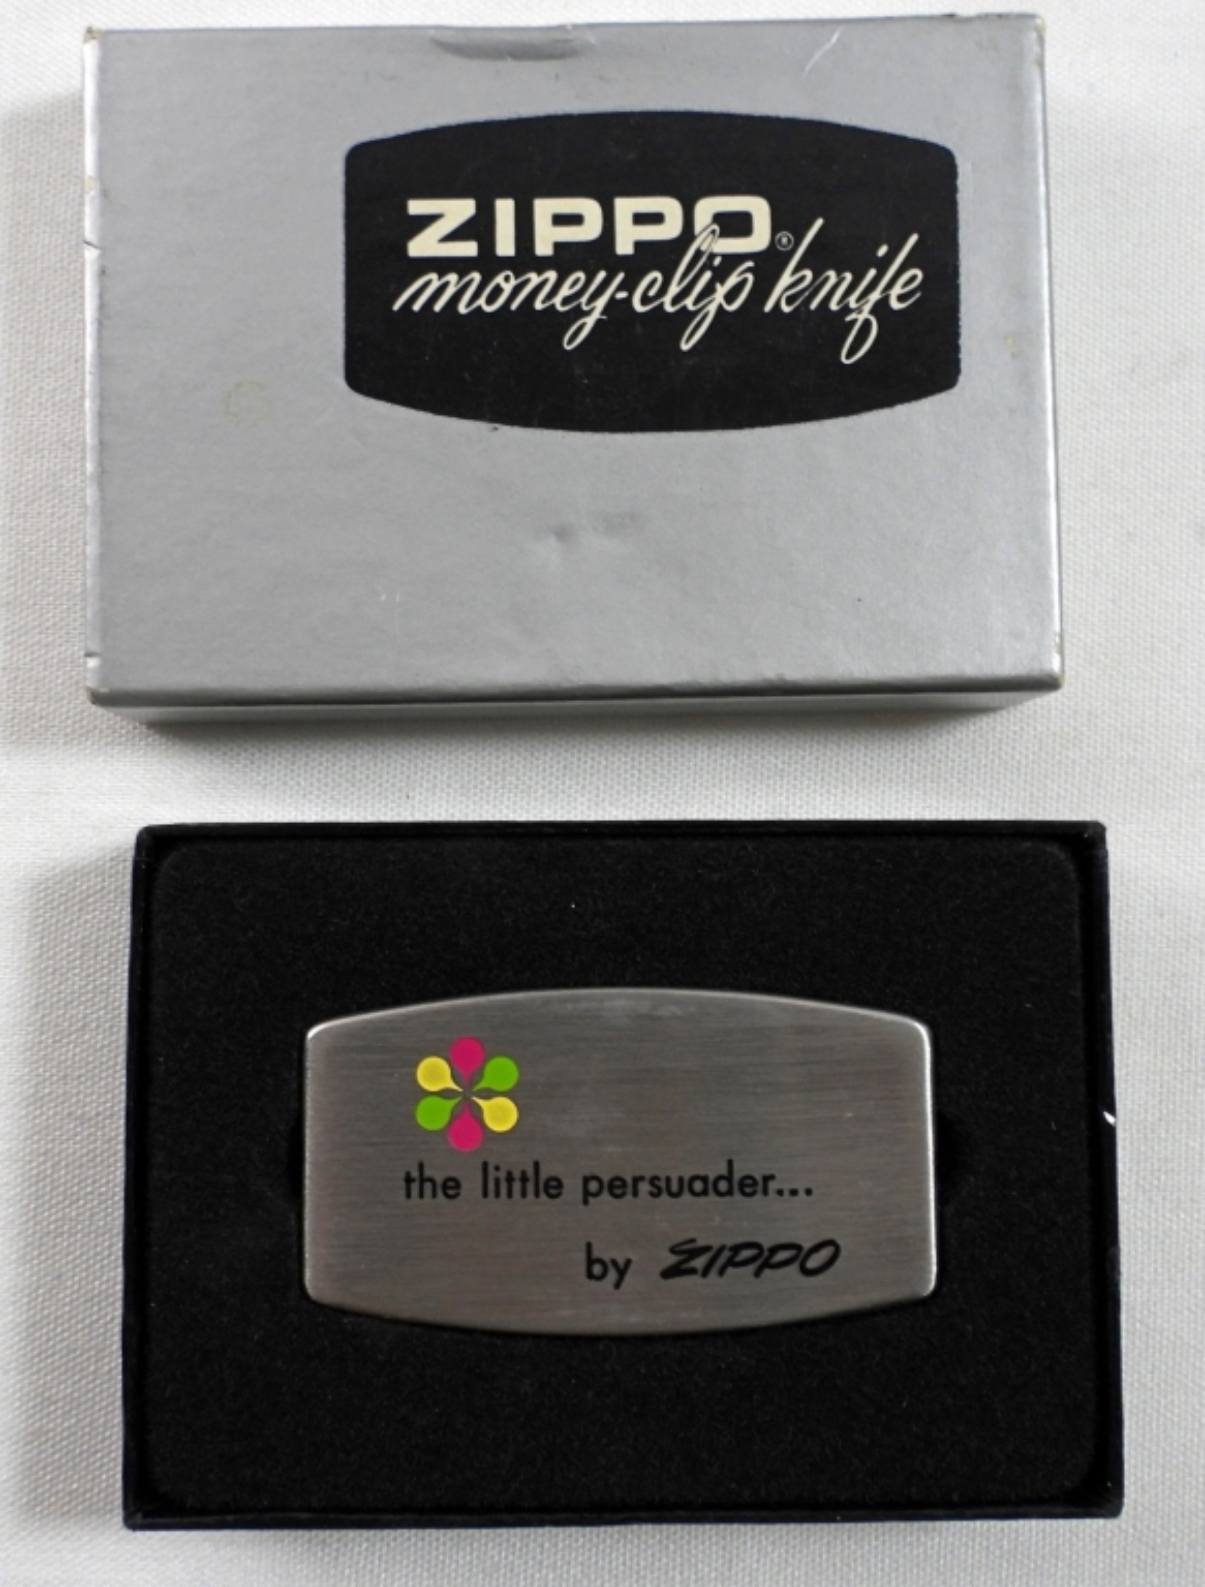 ZIPPO®
money-clip knife
the little persuader...
by ZIPPO